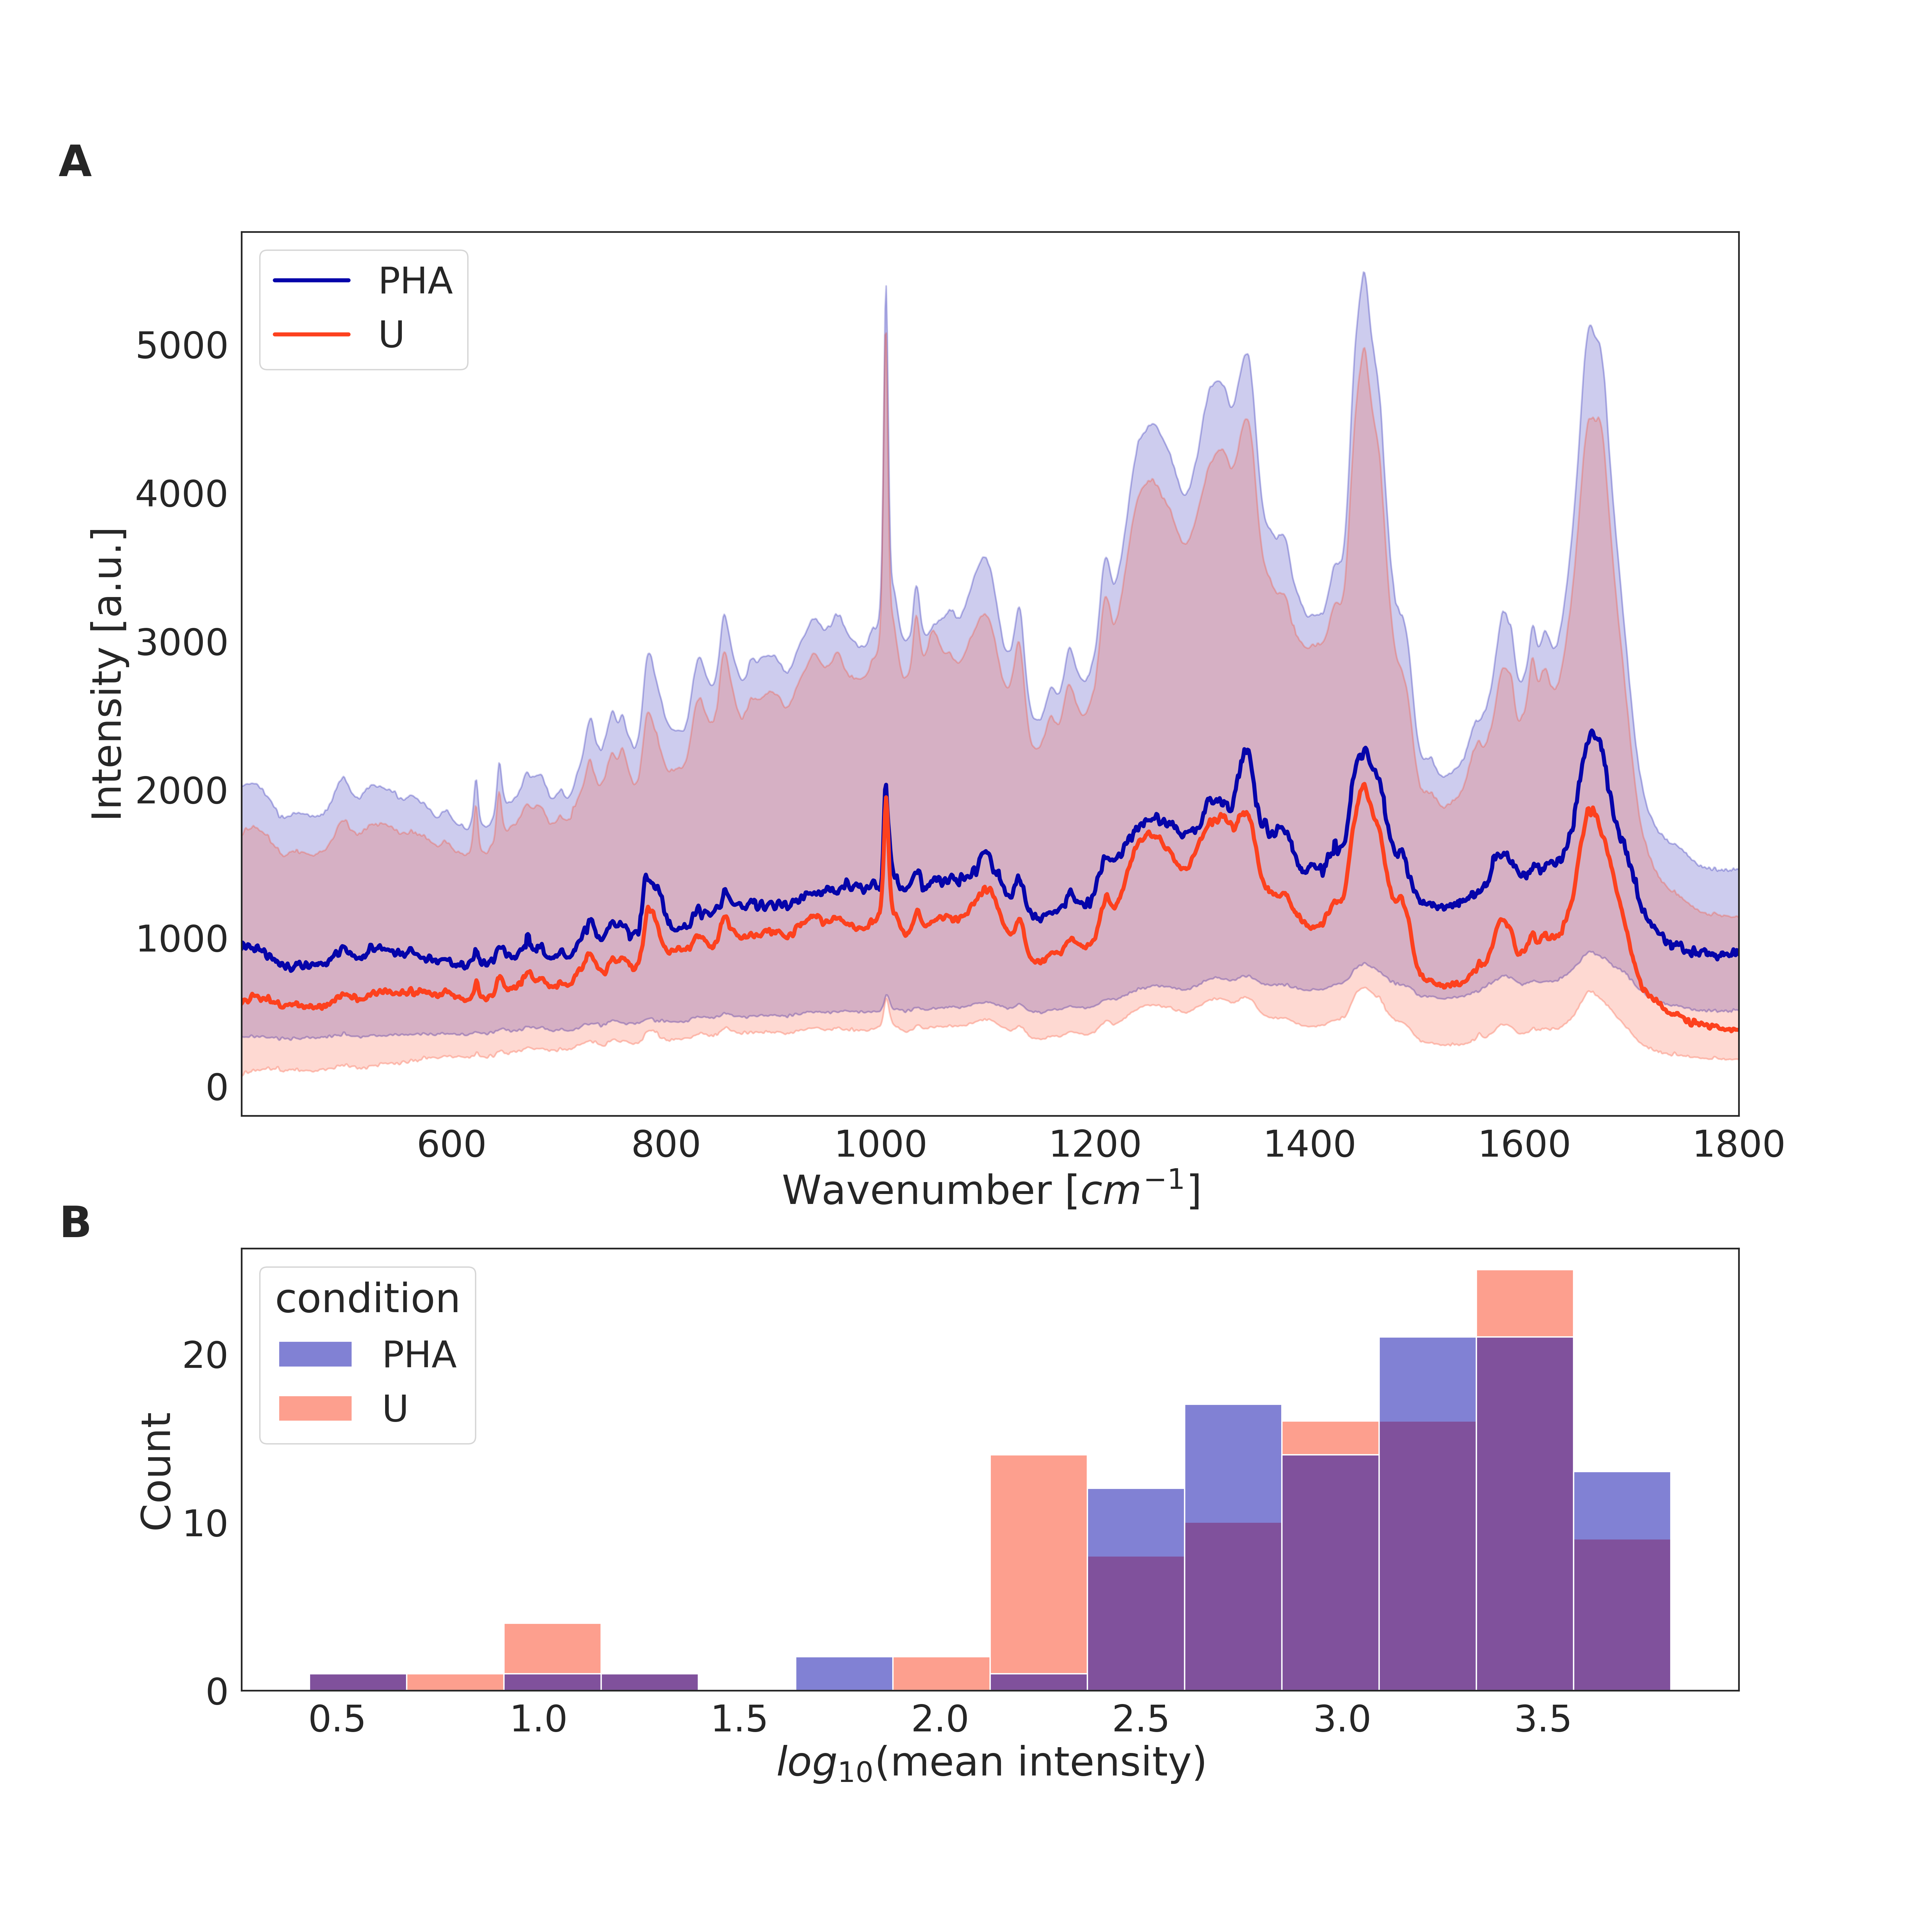 A
PHA
U
5000
4000
3000
2000
1000
0
Intensity [a.u.]
600 800 1000 1200 1400 1600 1800
Wavenumber [cm⁻¹]
B
condition
PHA
U
20
10
0
Count
0.5 1.0 1.5 2.0 2.5 3.0 3.5
log₁₀(mean intensity)